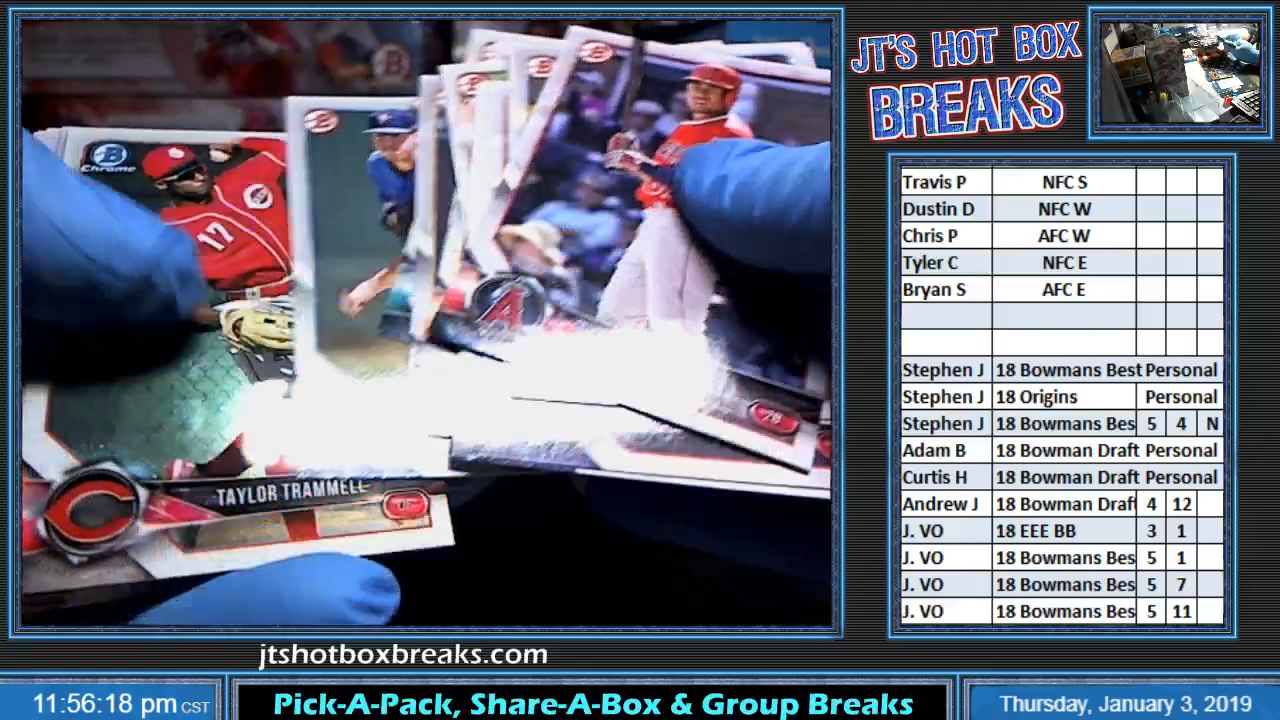 JT'S HOT BOX
BREAKS
B
Chrome
17
C
A
TAYLOR TRAMMELL
17
28
Travis P NFC S
Dustin D NFC W
Chris P AFC W
Tyler C NFC E
Bryan S AFC E
Stephen J 18 Bowmans Best Personal
Stephen J 18 Origins Personal
Stephen J 18 Bowmans Bes 5 4 N
Adam B 18 Bowman Draft Personal
Curtis H 18 Bowman Draft Personal
Andrew J 18 Bowman Draf 4 12
J. VO 18 EEE BB 3 1
J. VO 18 Bowmans Bes 5 1
J. VO 18 Bowmans Bes 5 7
J. VO 18 Bowmans Bes 5 11
jtshotboxbreaks.com
11:56:18 pm CST
Pick-A-Pack, Share-A-Box & Group Breaks
Thursday, January 3, 2019